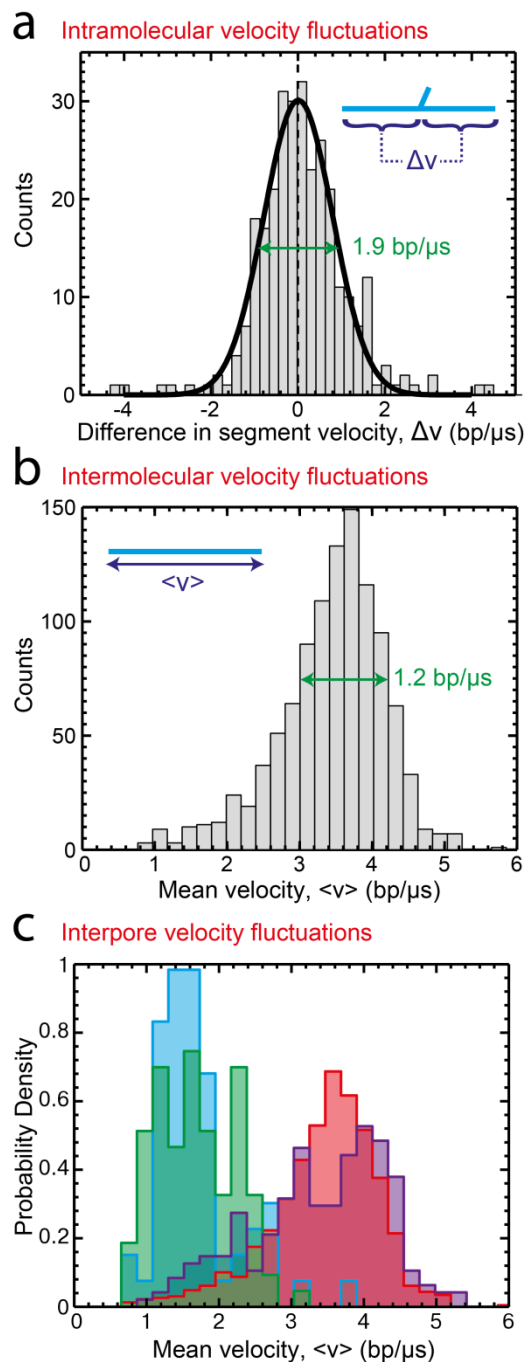 a Intramolecular velocity fluctuations
30
20
10
0
Counts
Δv
1.9 bp/μs
-4 -2 0 2 4
Difference in segment velocity, Δv (bp/μs)
b Intermolecular velocity fluctuations
150
100
50
0
Counts
<v>
1.2 bp/μs
0 1 2 3 4 5 6
Mean velocity, <v> (bp/μs)
c Interpore velocity fluctuations
1
0.8
0.6
0.4
0.2
0
Probability Density
0 1 2 3 4 5 6
Mean velocity, <v> (bp/μs)